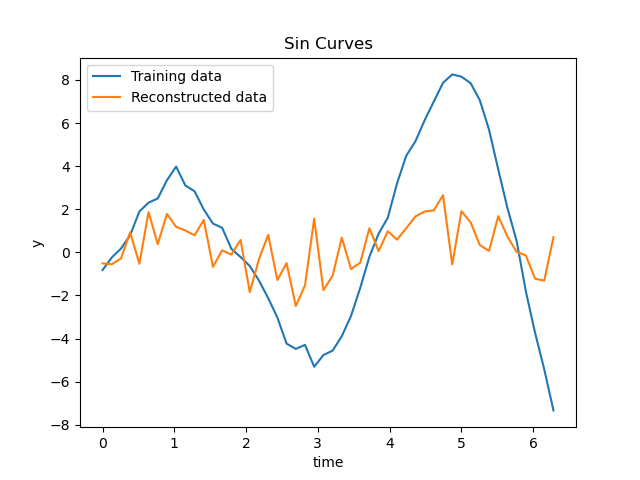 Sin Curves
Training data
Reconstructed data
8
6
4
2
0
−2
−4
−6
−8
y
0 1 2 3 4 5 6
time